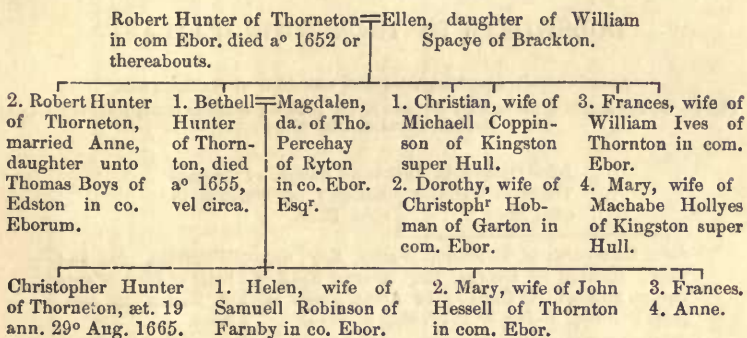 Robert Hunter of Thorneton
in com Ebor. died aº 1652 or
thereabouts.
Ellen, daughter of William
Spacye of Brackton.
2. Robert Hunter
of Thorneton,
married Anne,
daughter unto
Thomas Boys of
Edston in co.
Eborum.
1. Bethell
Hunter
of Thorn-
ton, died
aº 1655,
vel circa.
Magdalen,
da. of Tho.
Percehay
of Ryton
in co. Ebor.
Esqʳ.
1. Christian, wife of
Michaell Coppin-
son of Kingston
super Hull.
2. Dorothy, wife of
Christophʳ Hob-
man of Garton in
com. Ebor.
3. Frances, wife of
William Ives of
Thornton in com.
Ebor.
4. Mary, wife of
Machabe Hollyes
of Kingston super
Hull.
Christopher Hunter
of Thorneton, æt. 19
ann. 29º Aug. 1665.
1. Helen, wife of
Samuell Robinson of
Farnby in co. Ebor.
2. Mary, wife of John
Hessell of Thornton
in com. Ebor.
3. Frances.
4. Anne.